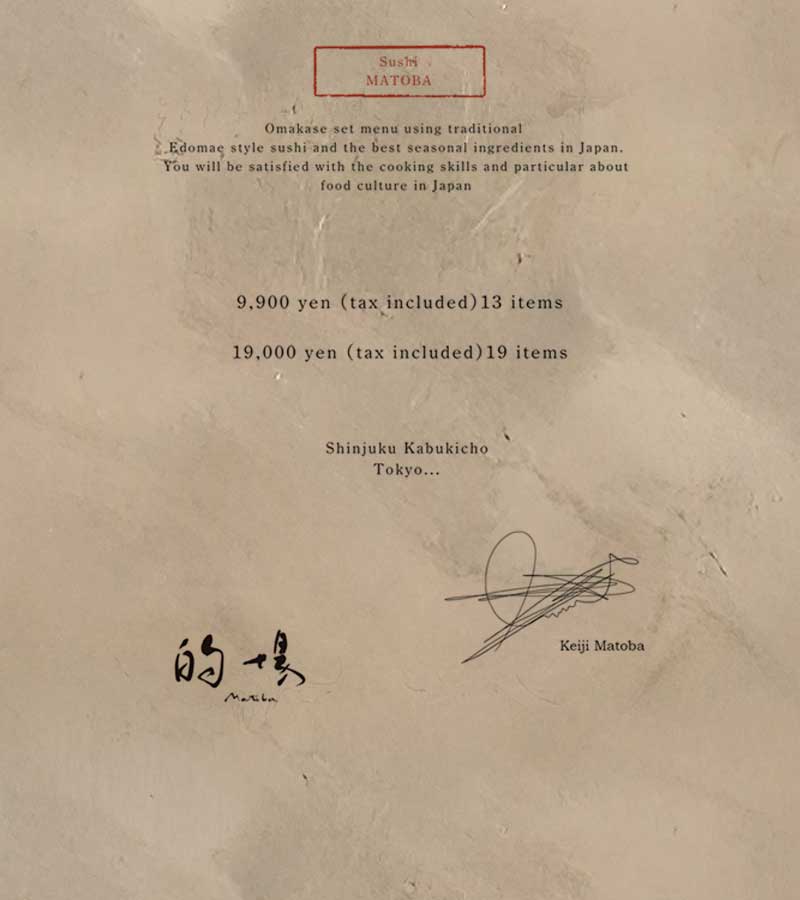 Sushi
MATOBA
Omakase set menu using traditional
Edomae style sushi and the best seasonal ingredients in Japan.
You will be satisfied with the cooking skills and particular about
food culture in Japan
9,900 yen (tax included)13 items
19,000 yen (tax included)19 items
Shinjuku Kabukicho
Tokyo...
Keiji Matoba
的場
Matoba